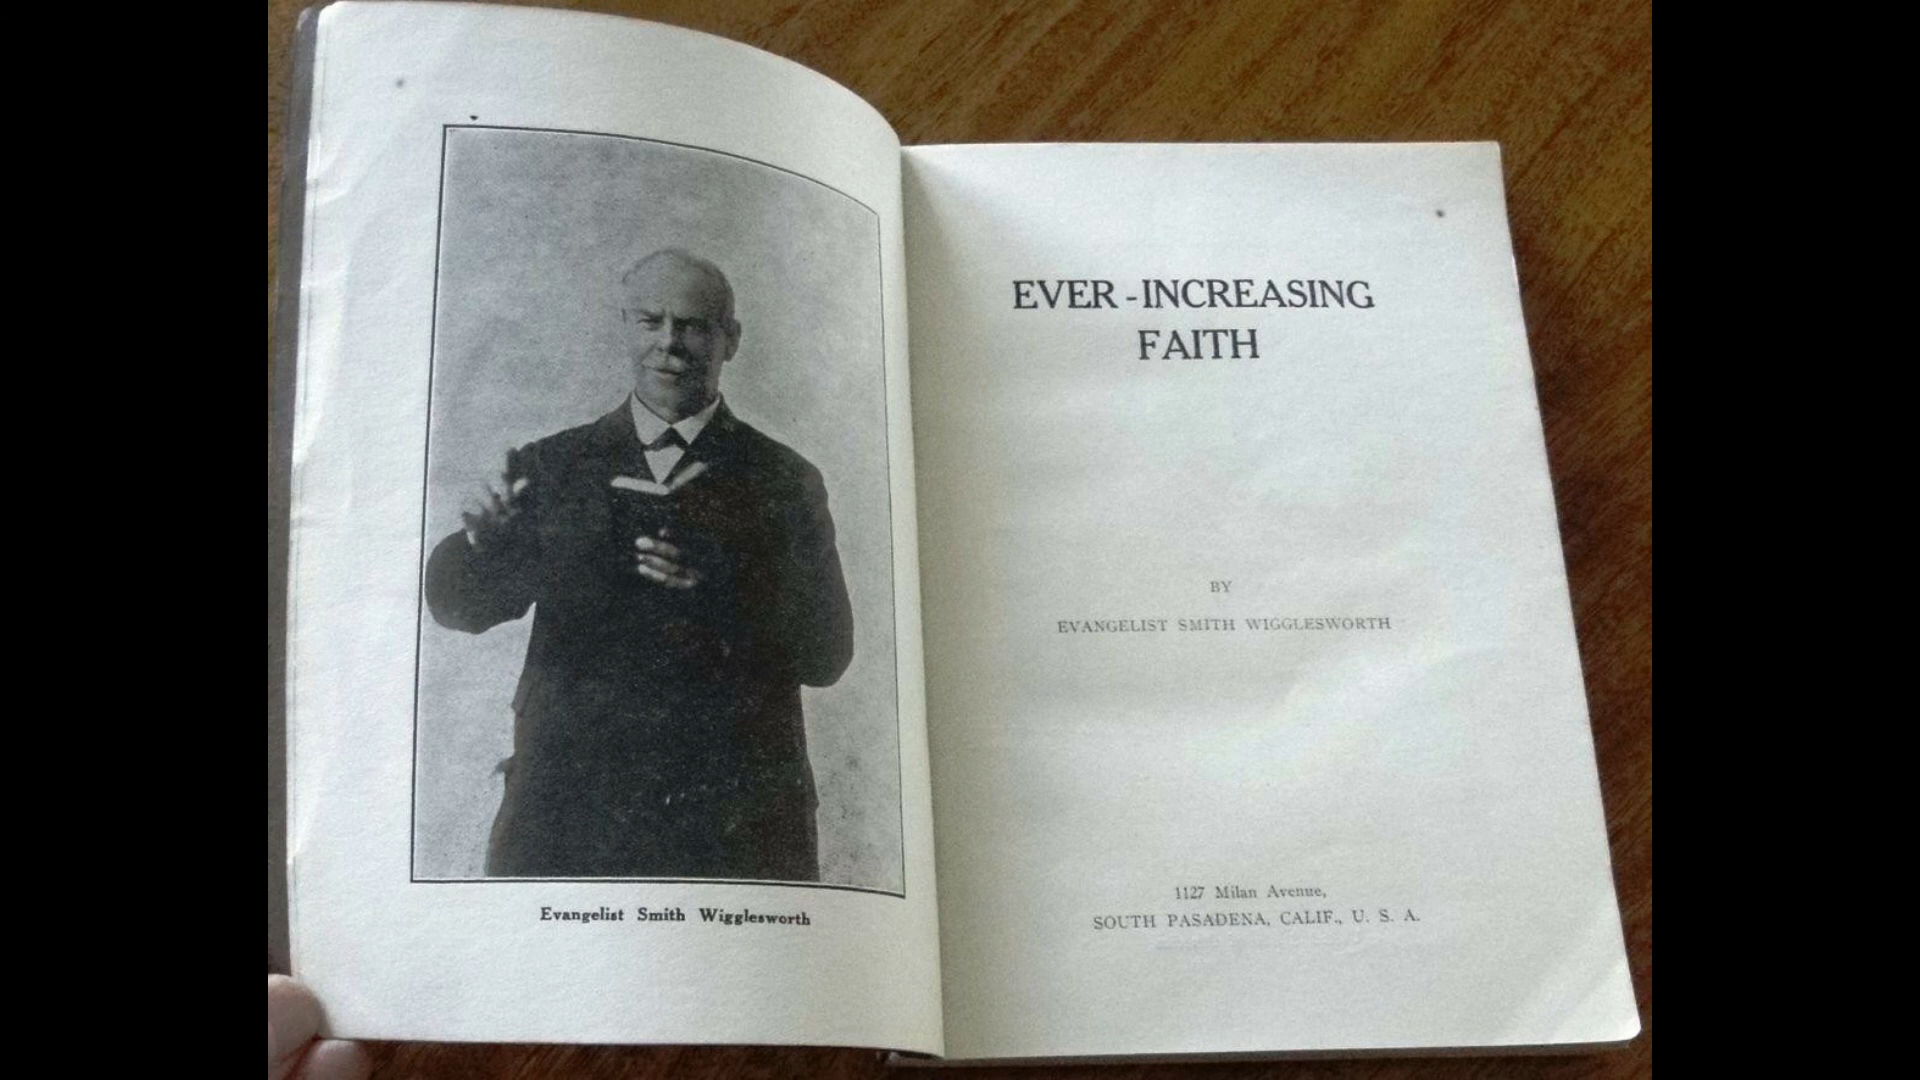 Evangelist Smith Wigglesworth
EVER-INCREASING
FAITH
BY
EVANGELIST SMITH WIGGLESWORTH
1127 Milan Avenue,
SOUTH PASADENA, CALIF., U. S. A.